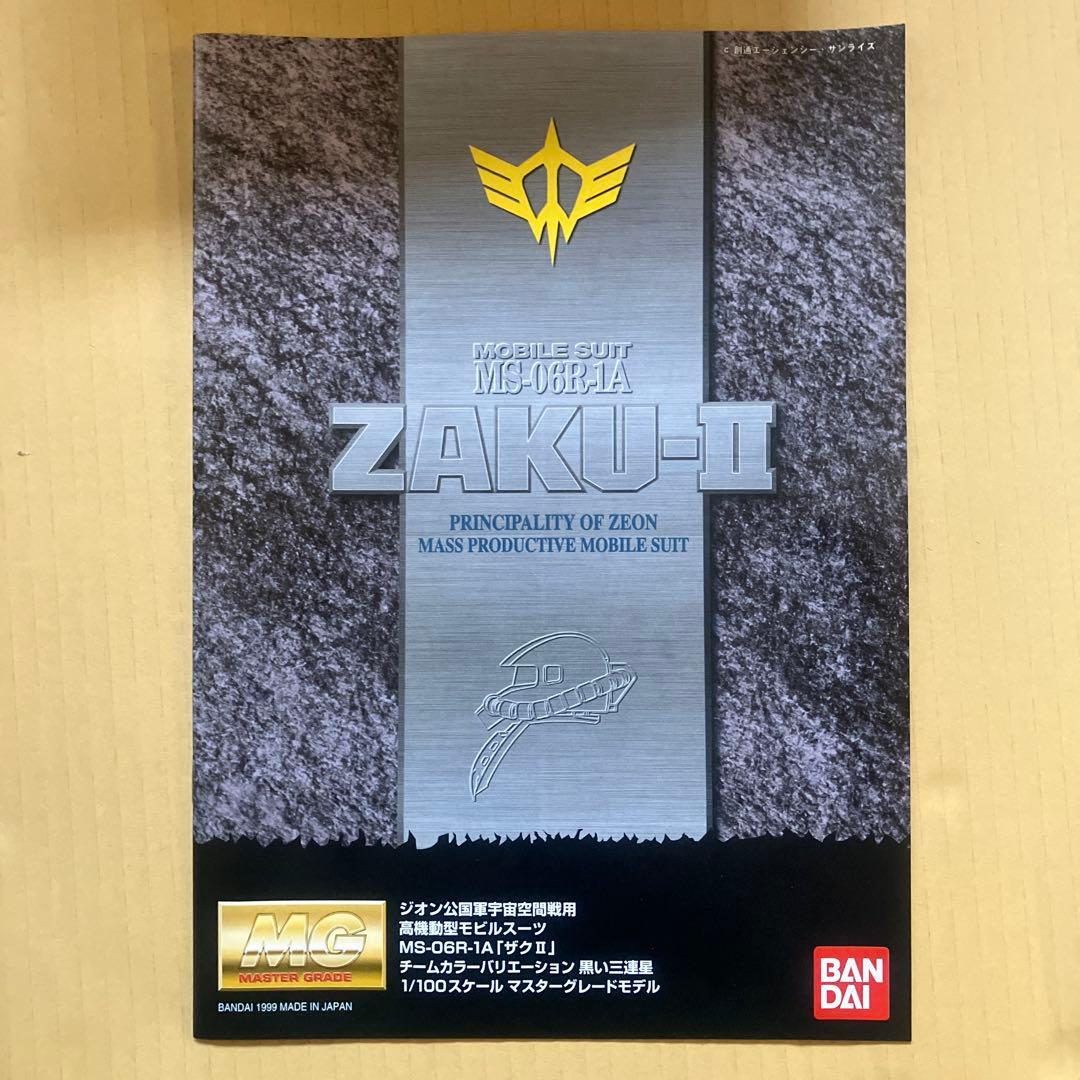 C 創通エージェンシー・サンライズ
MOBILE SUIT
MS-06R-1A
ZAKU-II
PRINCIPALITY OF ZEON
MASS PRODUCTIVE MOBILE SUIT
MG
MASTER GRADE
BANDAI 1999 MADE IN JAPAN
ジオン公国軍宇宙空間戦用
高機動型モビルスーツ
MS-06R-1A「ザクⅡ」
チームカラーバリエーション 黒い三連星
1/100スケール マスターグレードモデル
BAN
DAI